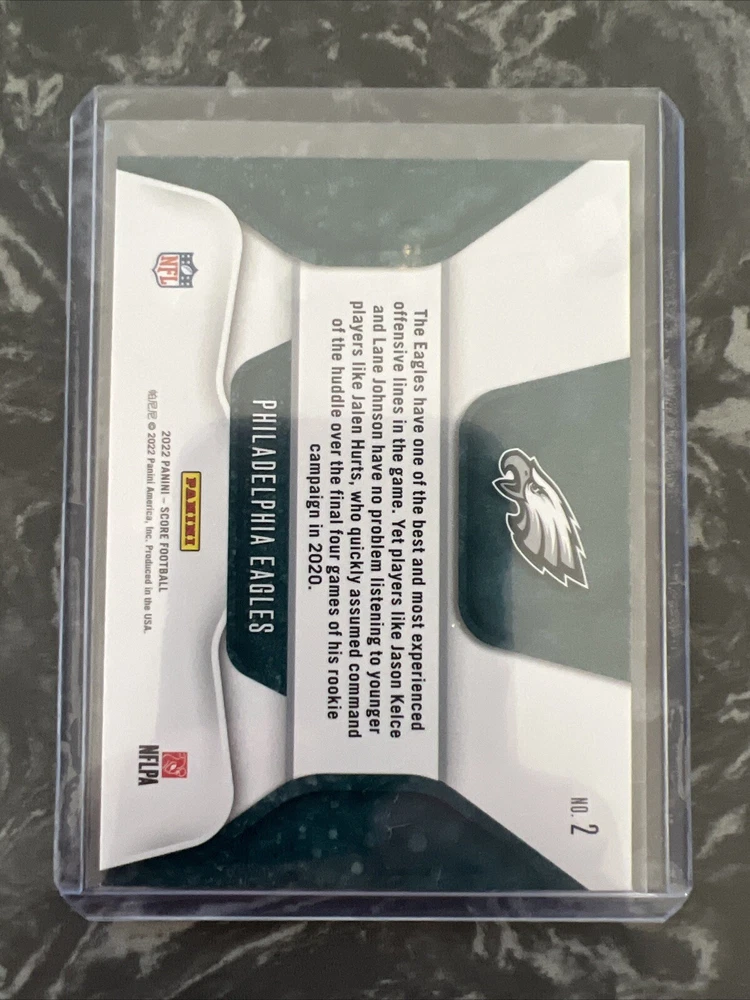 NO. 2
The Eagles have one of the best and most experienced
offensive lines in the game. Yet players like Jason Kelce
and Lane Johnson have no problem listening to younger
players like Jalen Hurts, who quickly assumed command
of the huddle over the final four games of his rookie
campaign in 2020.
PHILADELPHIA EAGLES
PANINI
2022 PANINI – SCORE FOOTBALL
© 2022 Panini America, Inc. Produced in the USA.
NFL
NFLPA